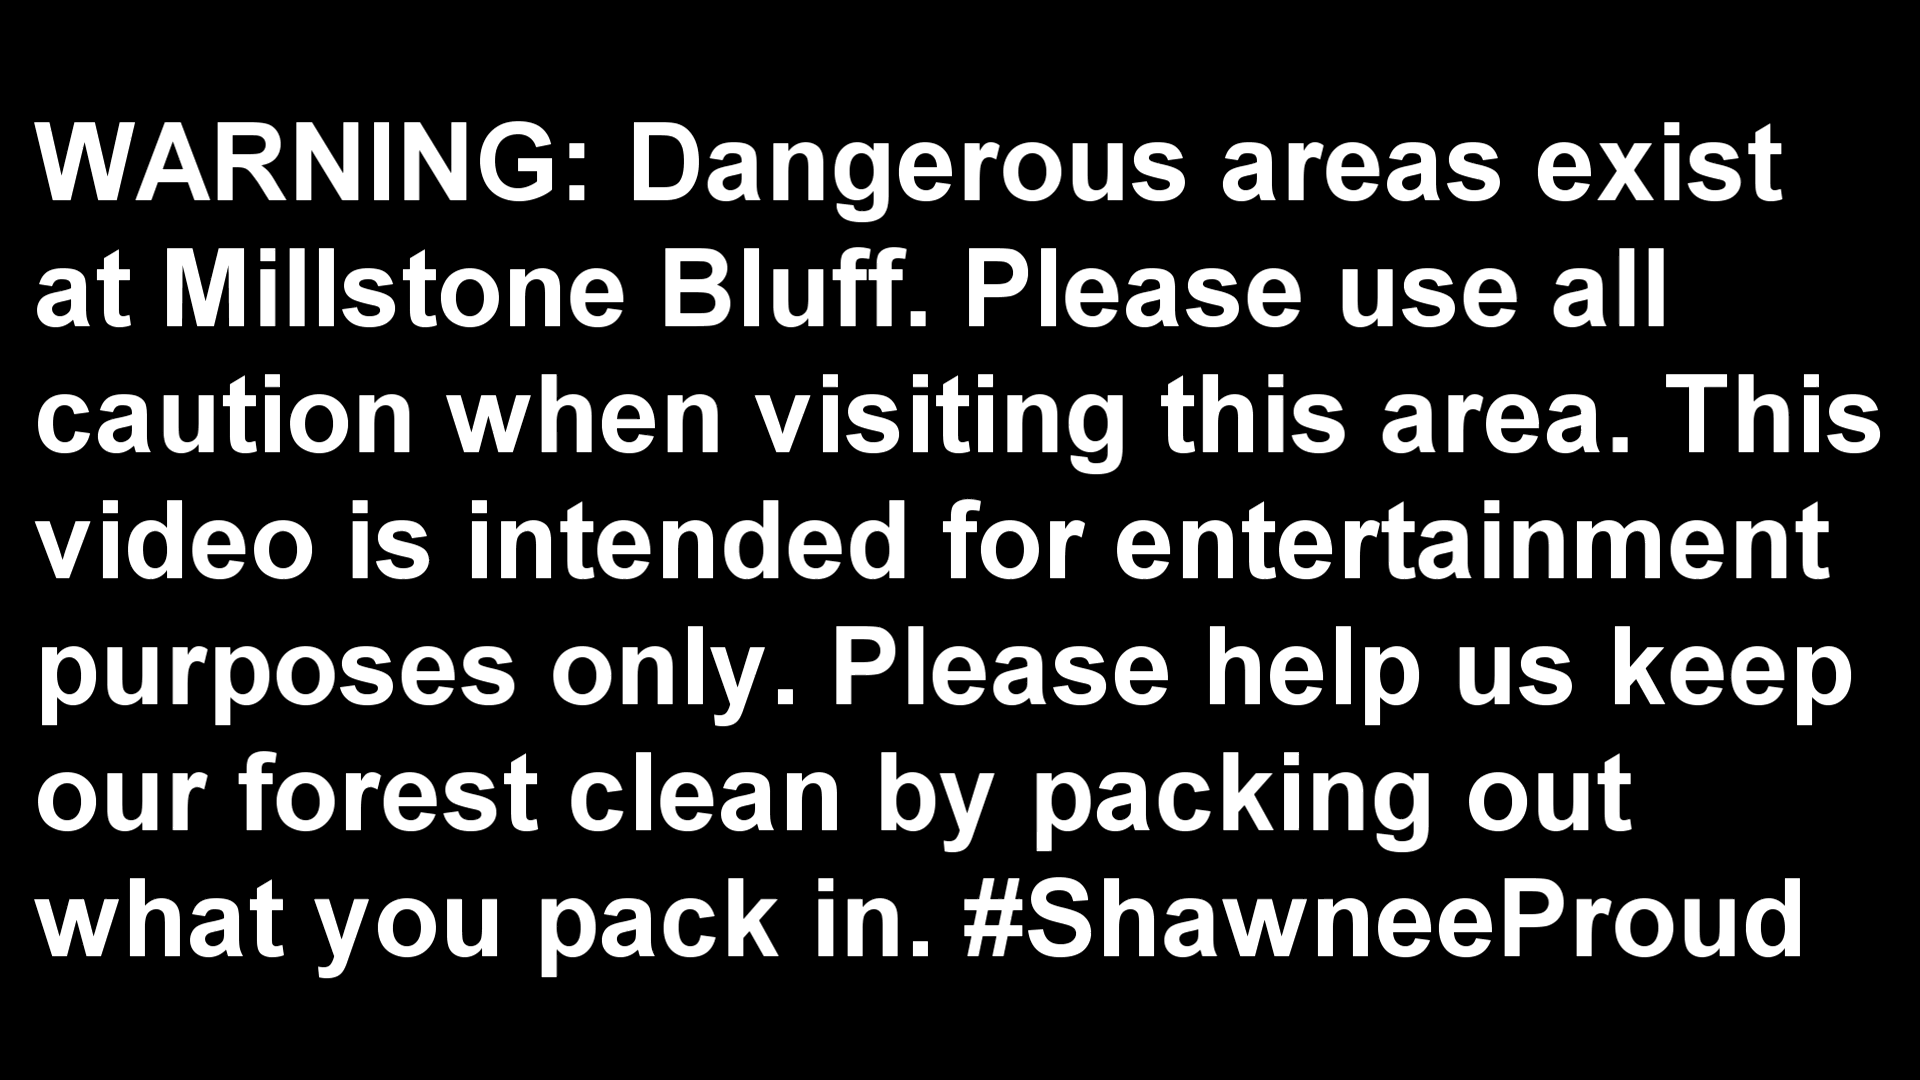 WARNING: Dangerous areas exist
at Millstone Bluff. Please use all
caution when visiting this area. This
video is intended for entertainment
purposes only. Please help us keep
our forest clean by packing out
what you pack in. #ShawneeProud